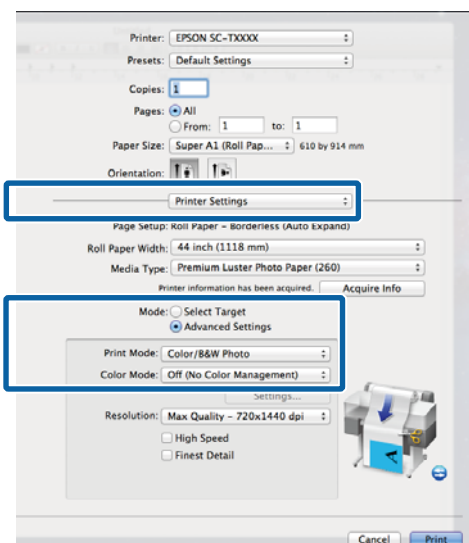 Printer: EPSON SC-TXXXX
Presets: Default Settings
Copies: 1
Pages: All
From: 1 to: 1
Paper Size: Super A1 (Roll Pap... 610 by 914 mm
Orientation:
Printer Settings
Page Setup: Roll Paper - Borderless (Auto Expand)
Roll Paper Width: 44 inch (1118 mm)
Media Type: Premium Luster Photo Paper (260)
Printer information has been acquired. Acquire Info
Mode: Select Target
Advanced Settings
Print Mode: Color/B&W Photo
Color Mode: Off (No Color Management)
Settings...
Resolution: Max Quality - 720x1440 dpi
High Speed
Finest Detail
Cancel Print